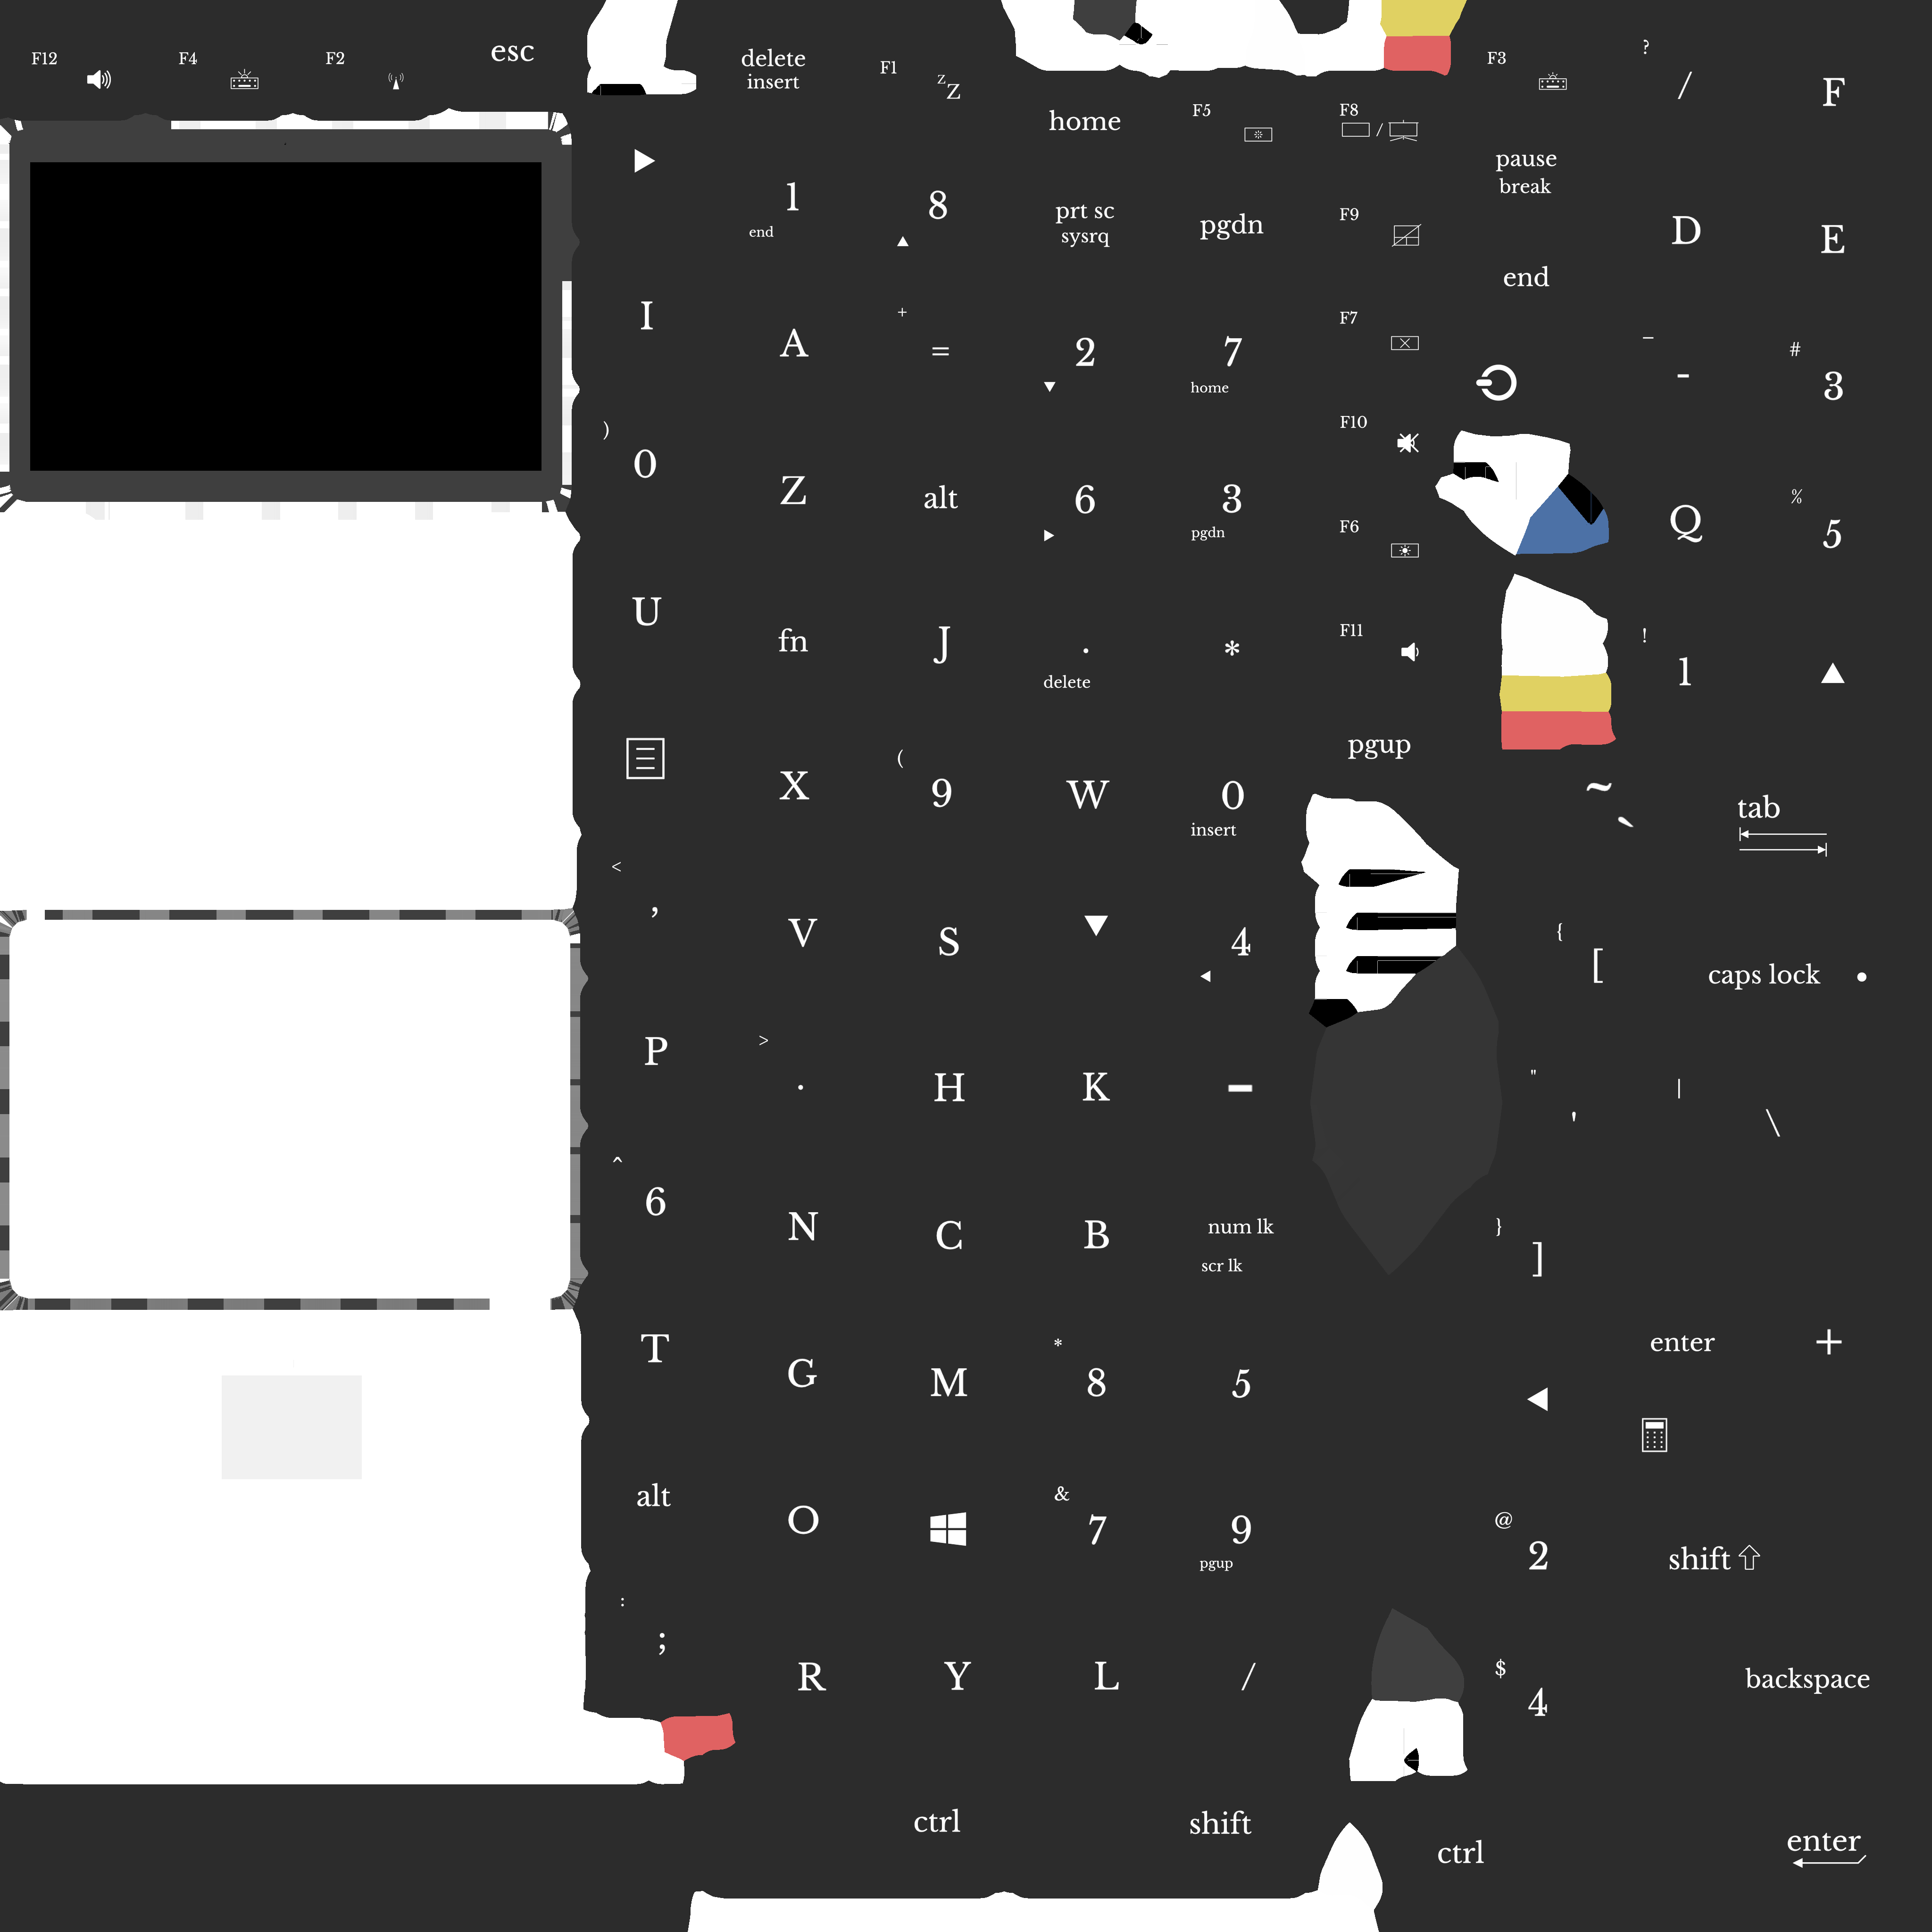 F12
F4
F2
esc
delete
insert
F1
z
Z
F3
?
/
F
home
F5
F8
/
pause
break
1
end
8
prt sc
sysrq
pgdn
F9
D
E
end
I
A
+
=
2
7
home
F7
_
-
#
3
)
0
Z
alt
6
3
pgdn
F10
F6
Q
%
5
U
fn
J
.
delete
*
F11
!
1
pgup
X
(
9
W
0
insert
~
`
tab
<
,
V
S
4
{
[
caps lock
P
>
.
H
K
-
"
'
|
\
^
6
N
C
B
num lk
scr lk
}
]
T
G
M
*
8
5
enter
+
alt
O
&
7
9
pgup
@
2
shift
:
;
R
Y
L
/
$
4
backspace
ctrl
shift
ctrl
enter